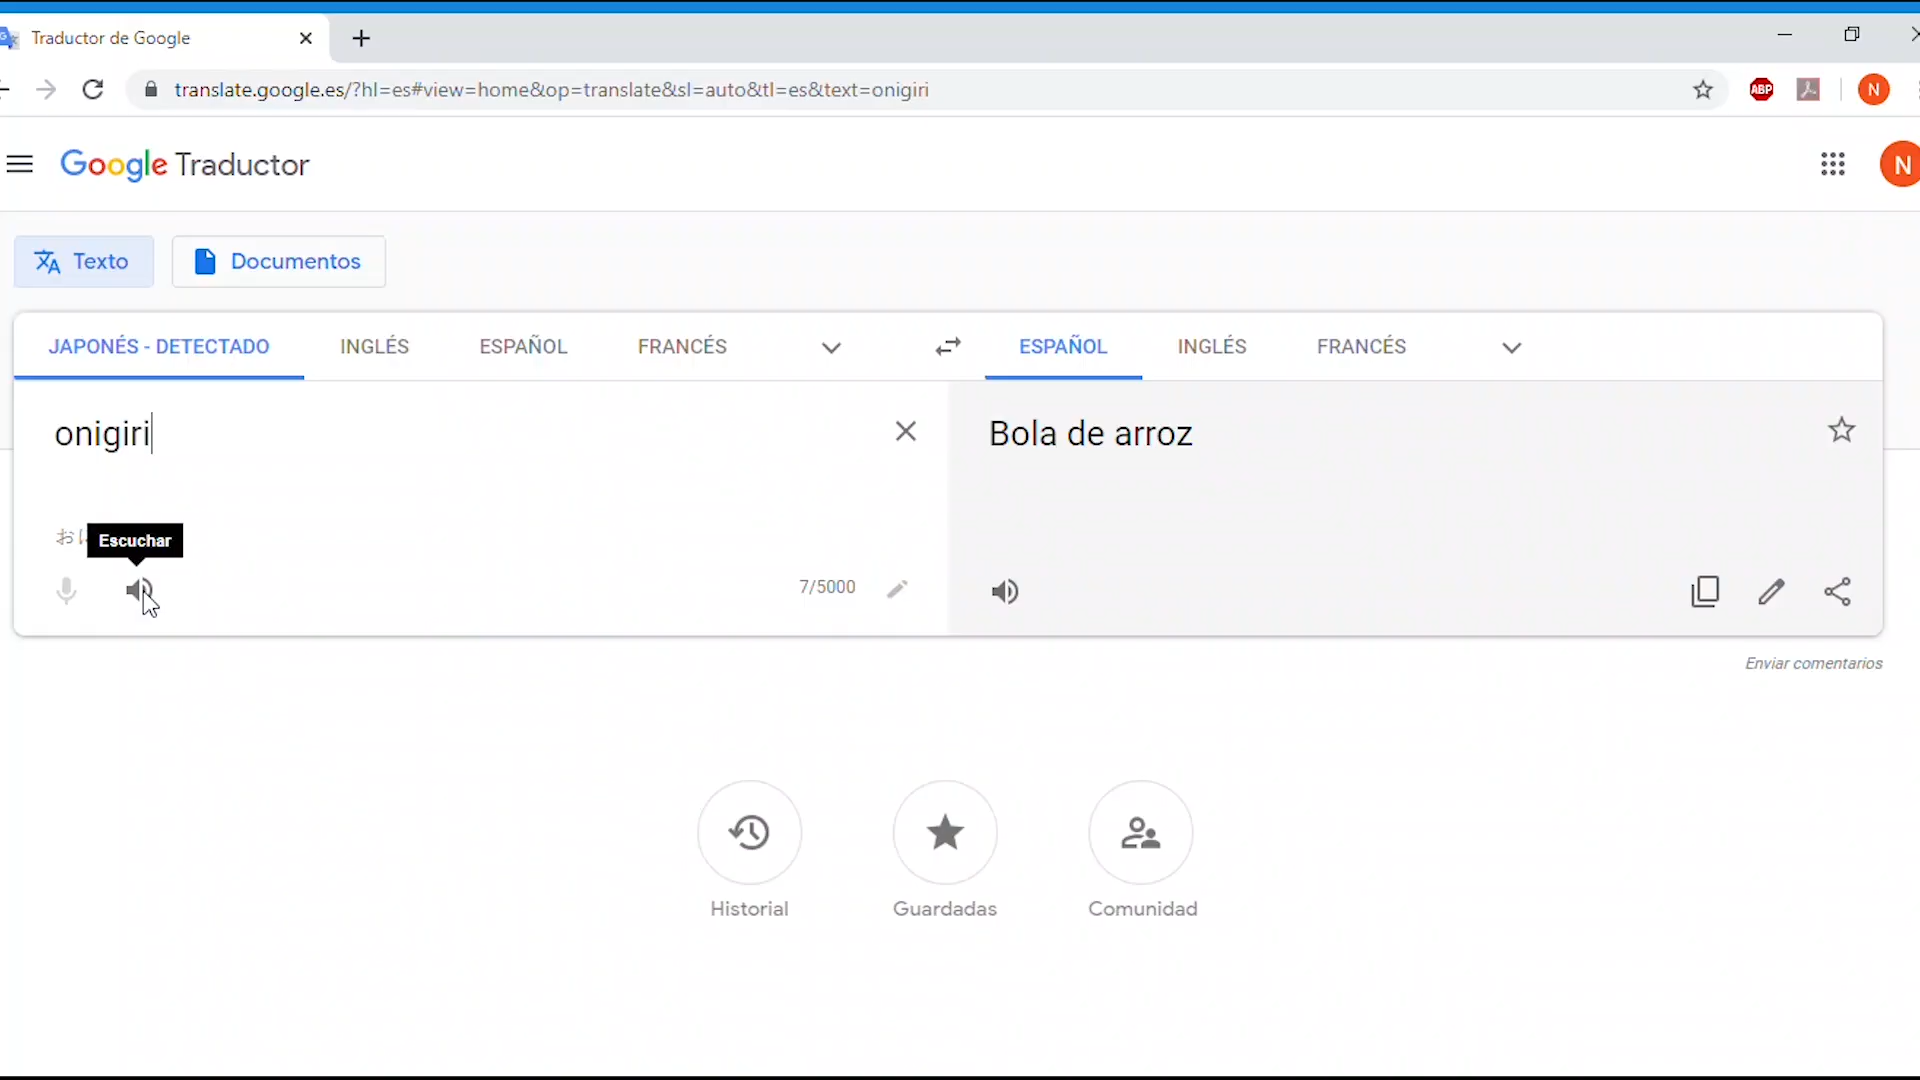 Traductor de Google
translate.google.es/?hl=es#view=home&op=translate&sl=auto&tl=es&text=onigiri
ABP
N
Google Traductor
N
Texto
Documentos
JAPONÉS - DETECTADO
INGLÉS
ESPAÑOL
FRANCÉS
ESPAÑOL
INGLÉS
FRANCÉS
onigiri
Bola de arroz
Escuchar
7/5000
Enviar comentarios
Historial
Guardadas
Comunidad